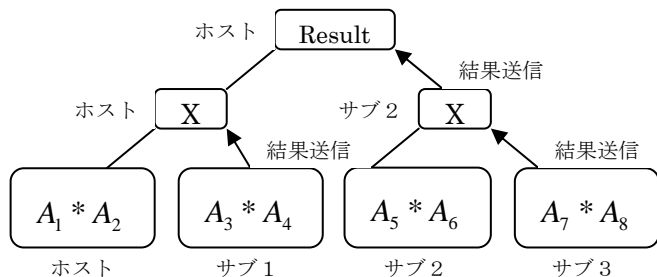 ホスト Result
結果送信
ホスト X サブ２ X
結果送信 結果送信
A₁ * A₂ A₃ * A₄ A₅ * A₆ A₇ * A₈
ホスト サブ１ サブ２ サブ３